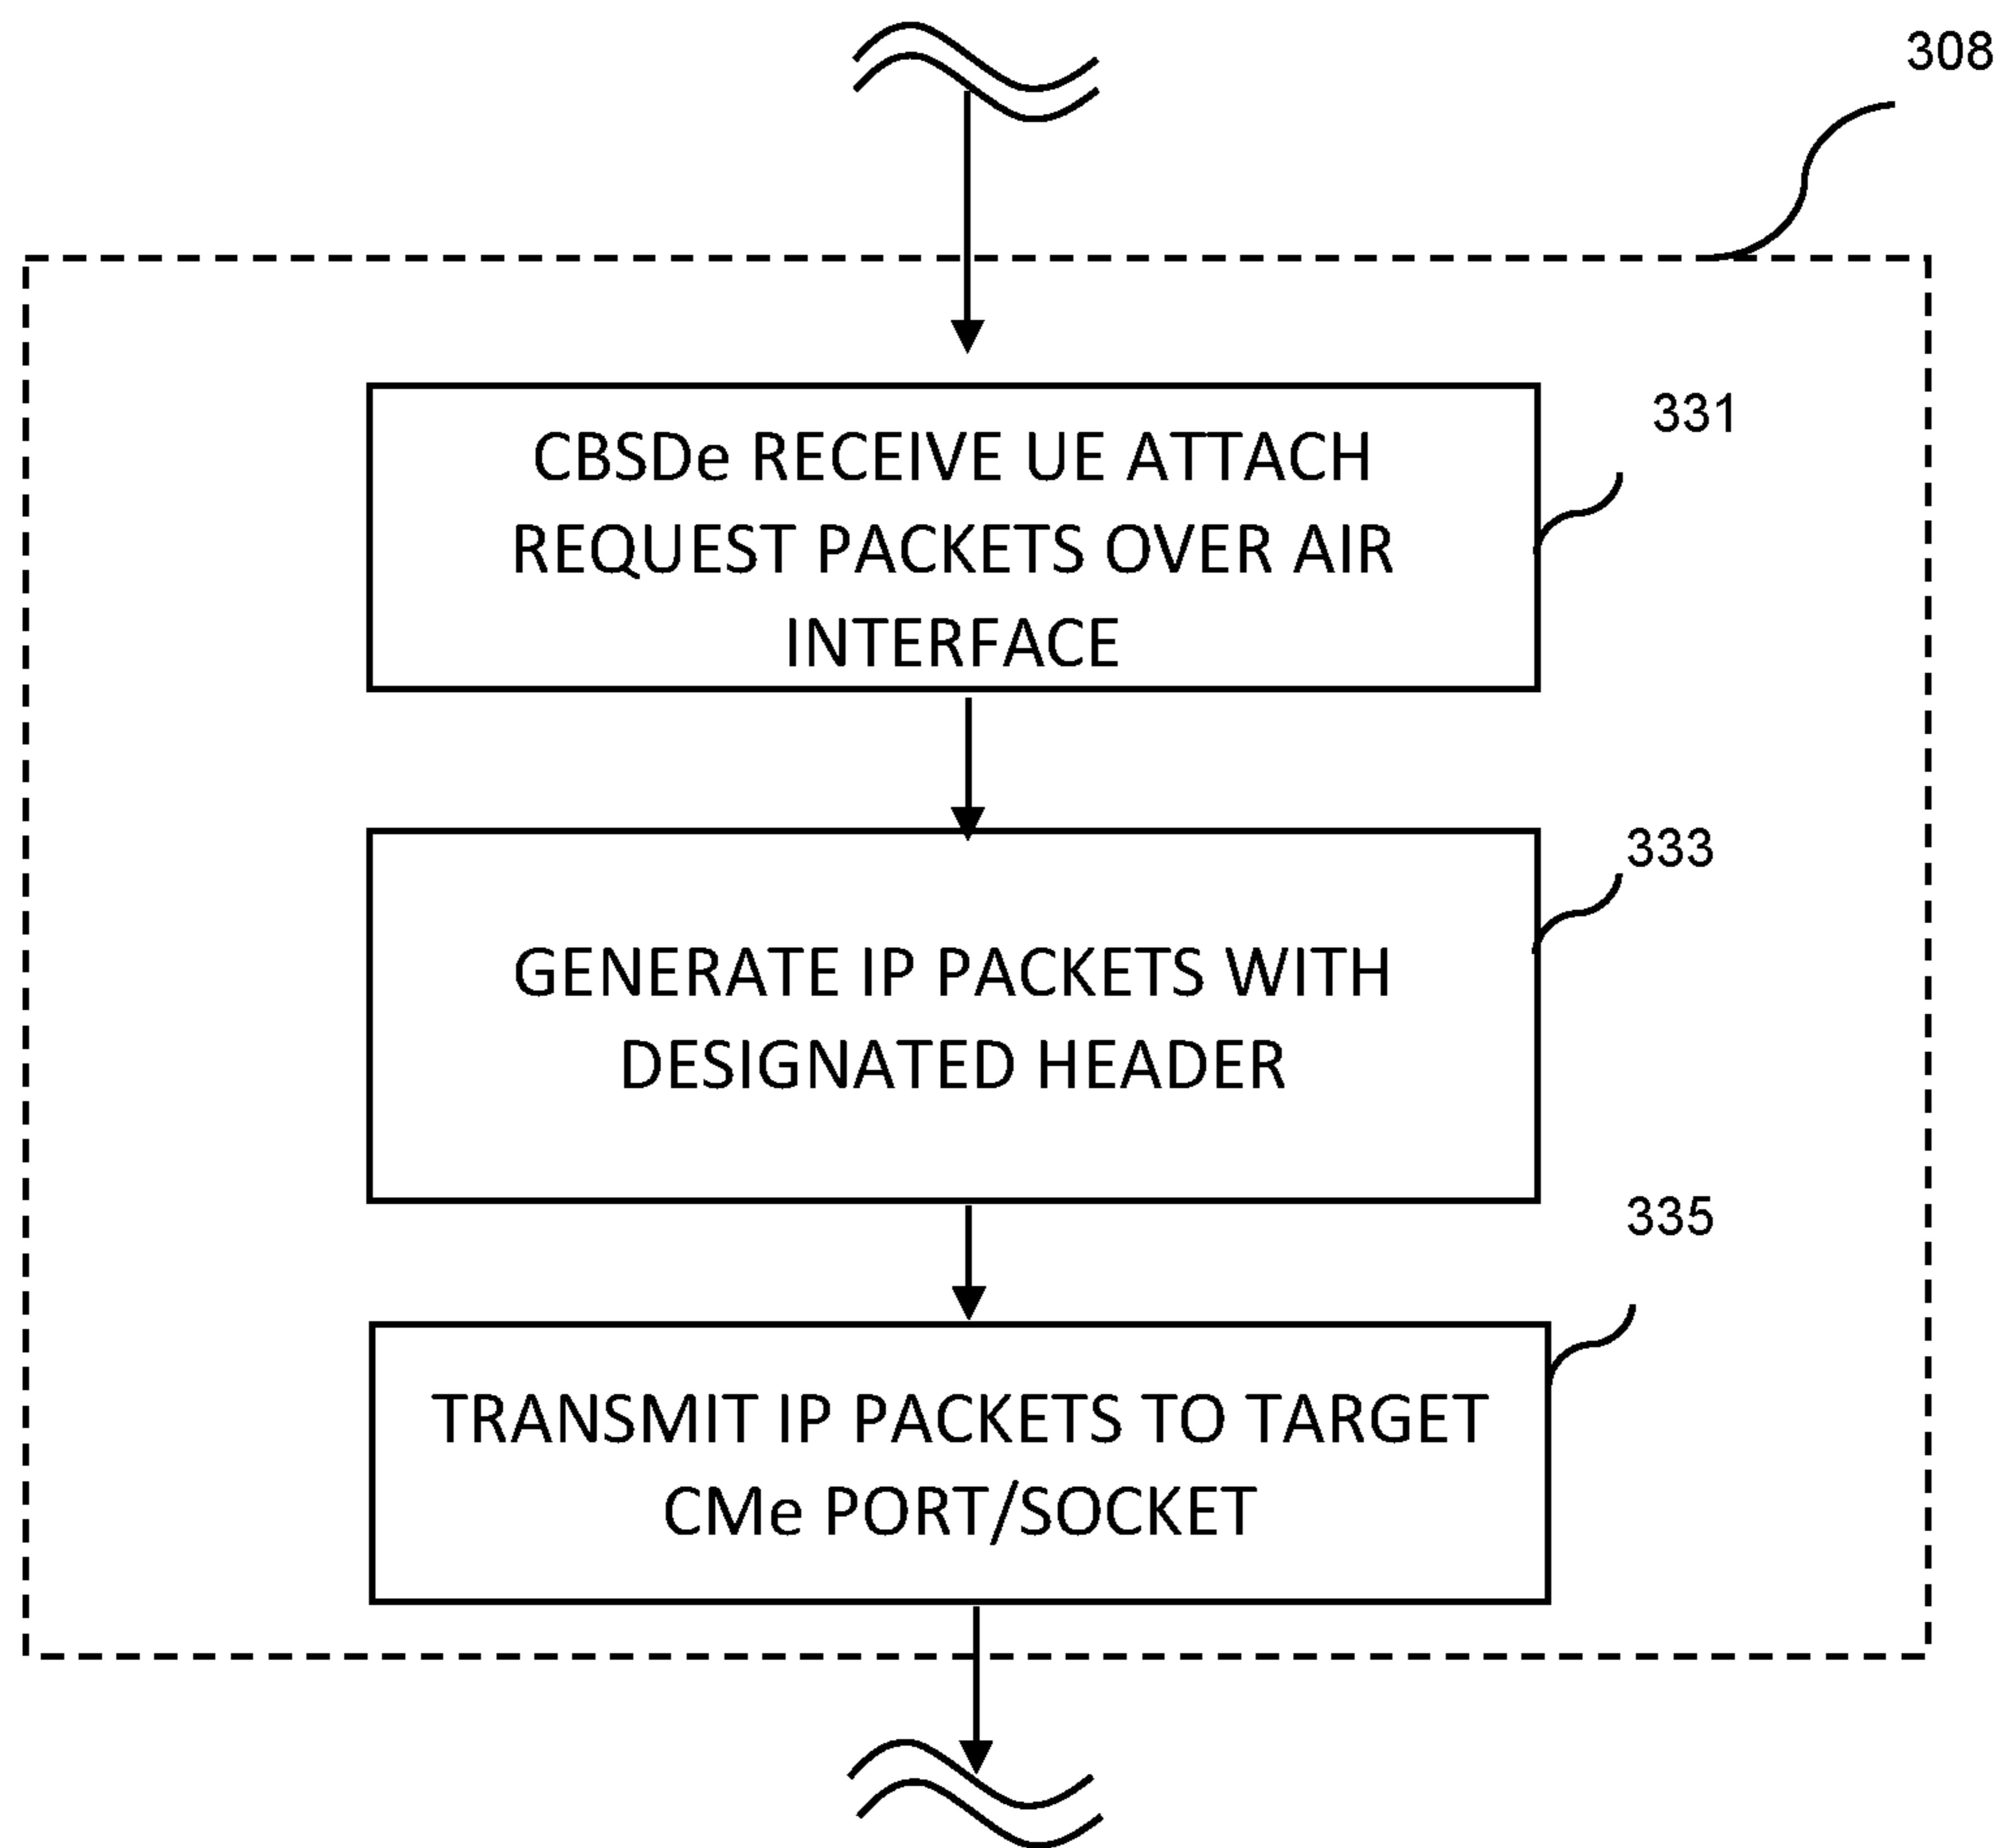 308
CBSDe RECEIVE UE ATTACH
REQUEST PACKETS OVER AIR
INTERFACE
331
GENERATE IP PACKETS WITH
DESIGNATED HEADER
333
TRANSMIT IP PACKETS TO TARGET
CMe PORT/SOCKET
335